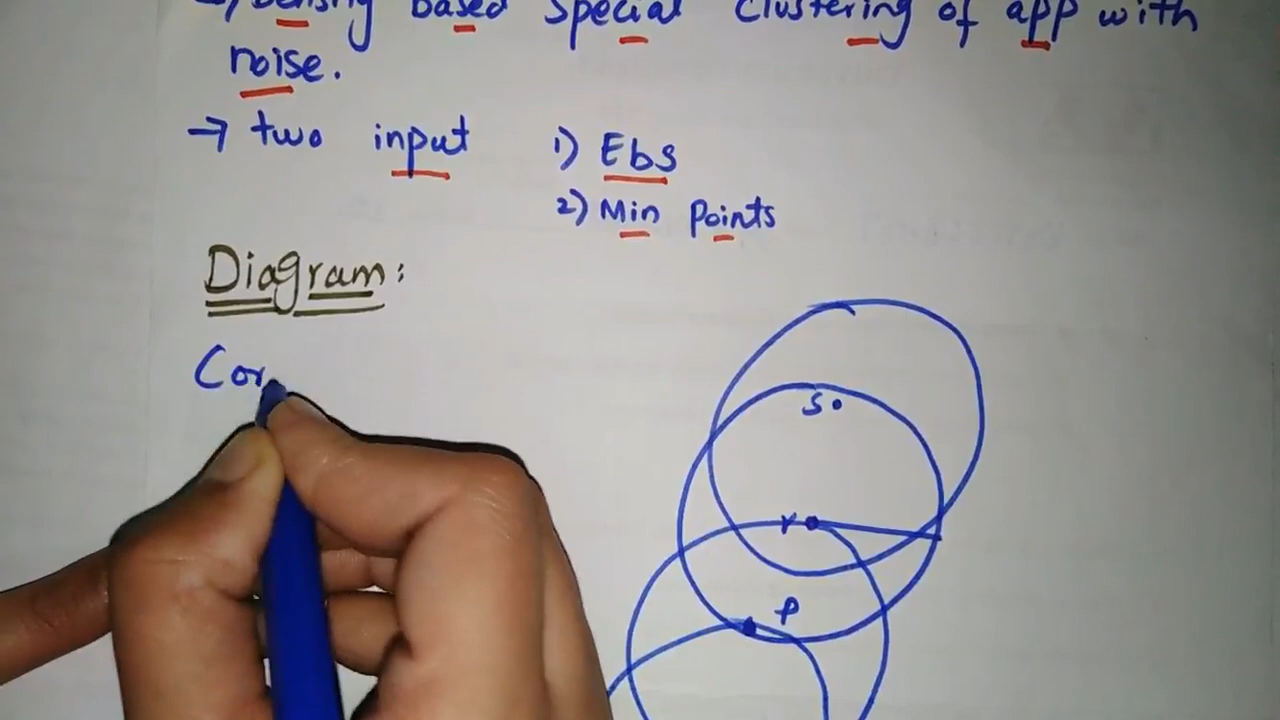 Density based special clustering of app with
noise.
→ two input 1) Ebs
2) Min points
Diagram:
Cor
S
r
P